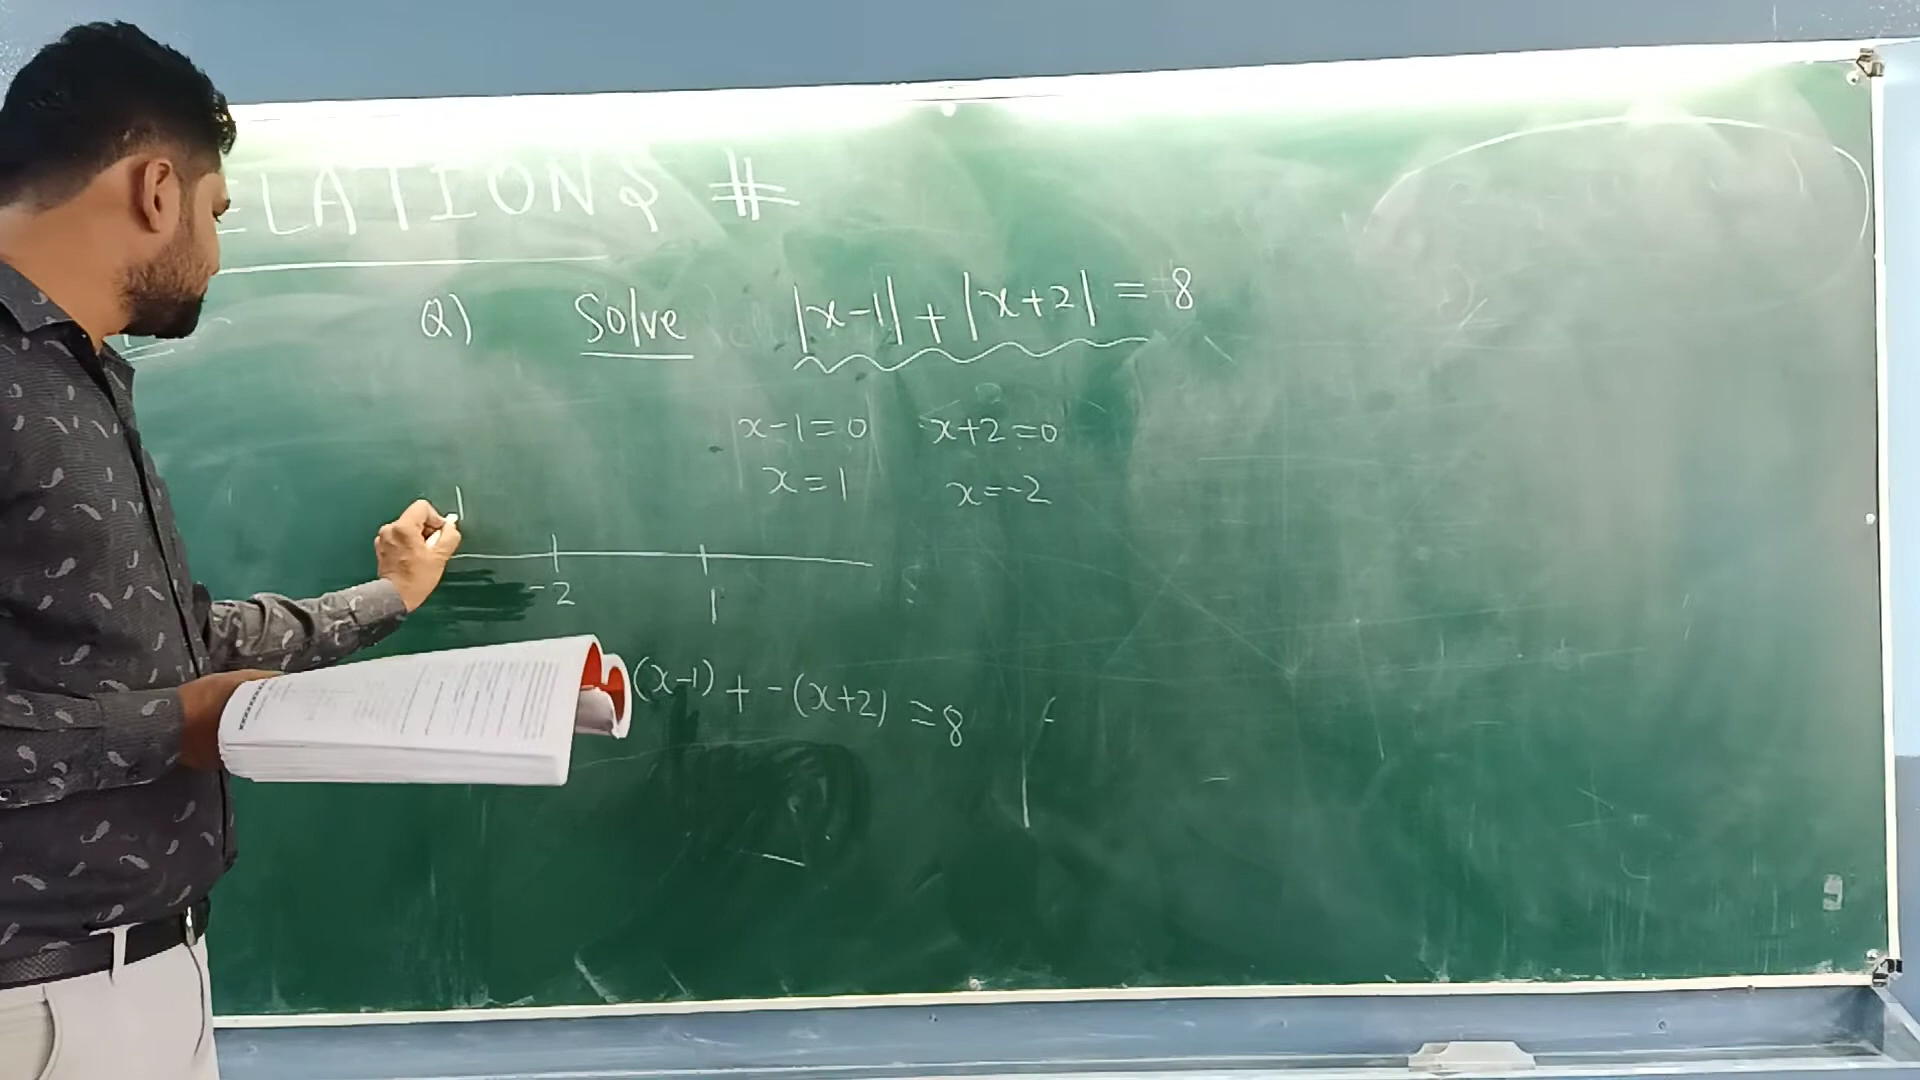 ELATIONS #
Q) Solve |x-1| + |x+2| = 8
x-1=0 x+2=0
x=1 x=-2
-2 1
(x-1) + -(x+2) = 8